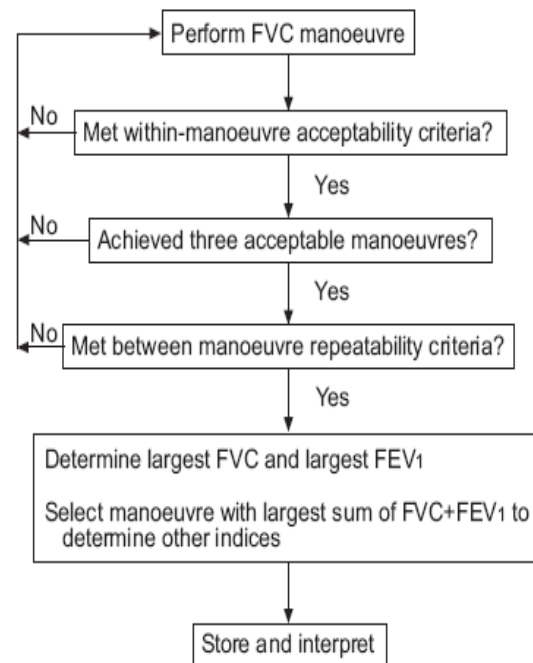 Perform FVC manoeuvre
No
Met within-manoeuvre acceptability criteria?
Yes
No
Achieved three acceptable manoeuvres?
Yes
No
Met between manoeuvre repeatability criteria?
Yes
Determine largest FVC and largest FEV1
Select manoeuvre with largest sum of FVC+FEV1 to
determine other indices
Store and interpret